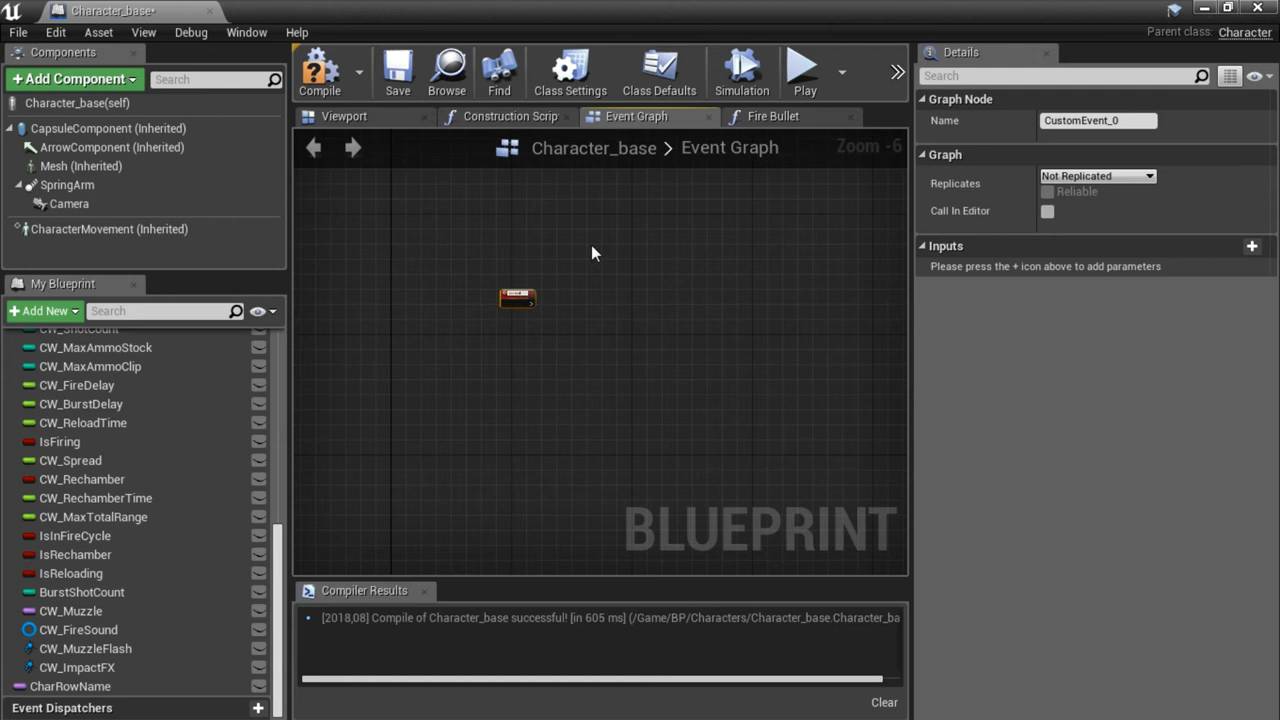 Character_base*
File Edit Asset View Debug Window Help
Parent class: Character
Components
+Add Component
Search
Character_base(self)
CapsuleComponent (Inherited)
ArrowComponent (Inherited)
Mesh (Inherited)
SpringArm
Camera
CharacterMovement (Inherited)
My Blueprint
+Add New
Search
CW_ShotCount
CW_MaxAmmoStock
CW_MaxAmmoClip
CW_FireDelay
CW_BurstDelay
CW_ReloadTime
IsFiring
CW_Spread
CW_Rechamber
CW_RechamberTime
CW_MaxTotalRange
IsInFireCycle
IsRechamber
IsReloading
BurstShotCount
CW_Muzzle
CW_FireSound
CW_MuzzleFlash
CW_ImpactFX
CharRowName
Event Dispatchers +
Compile Save Browse Find Class Settings Class Defaults Simulation Play
Viewport Construction Scrip Event Graph Fire Bullet
Character_base > Event Graph
Zoom -6
BLUEPRINT
Compiler Results
[2018,08] Compile of Character_base successful! [in 605 ms] (/Game/BP/Characters/Character_base.Character_ba
Clear
Details
Search
Graph Node
Name CustomEvent_0
Graph
Replicates Not Replicated
Reliable
Call In Editor
Inputs +
Please press the + icon above to add parameters